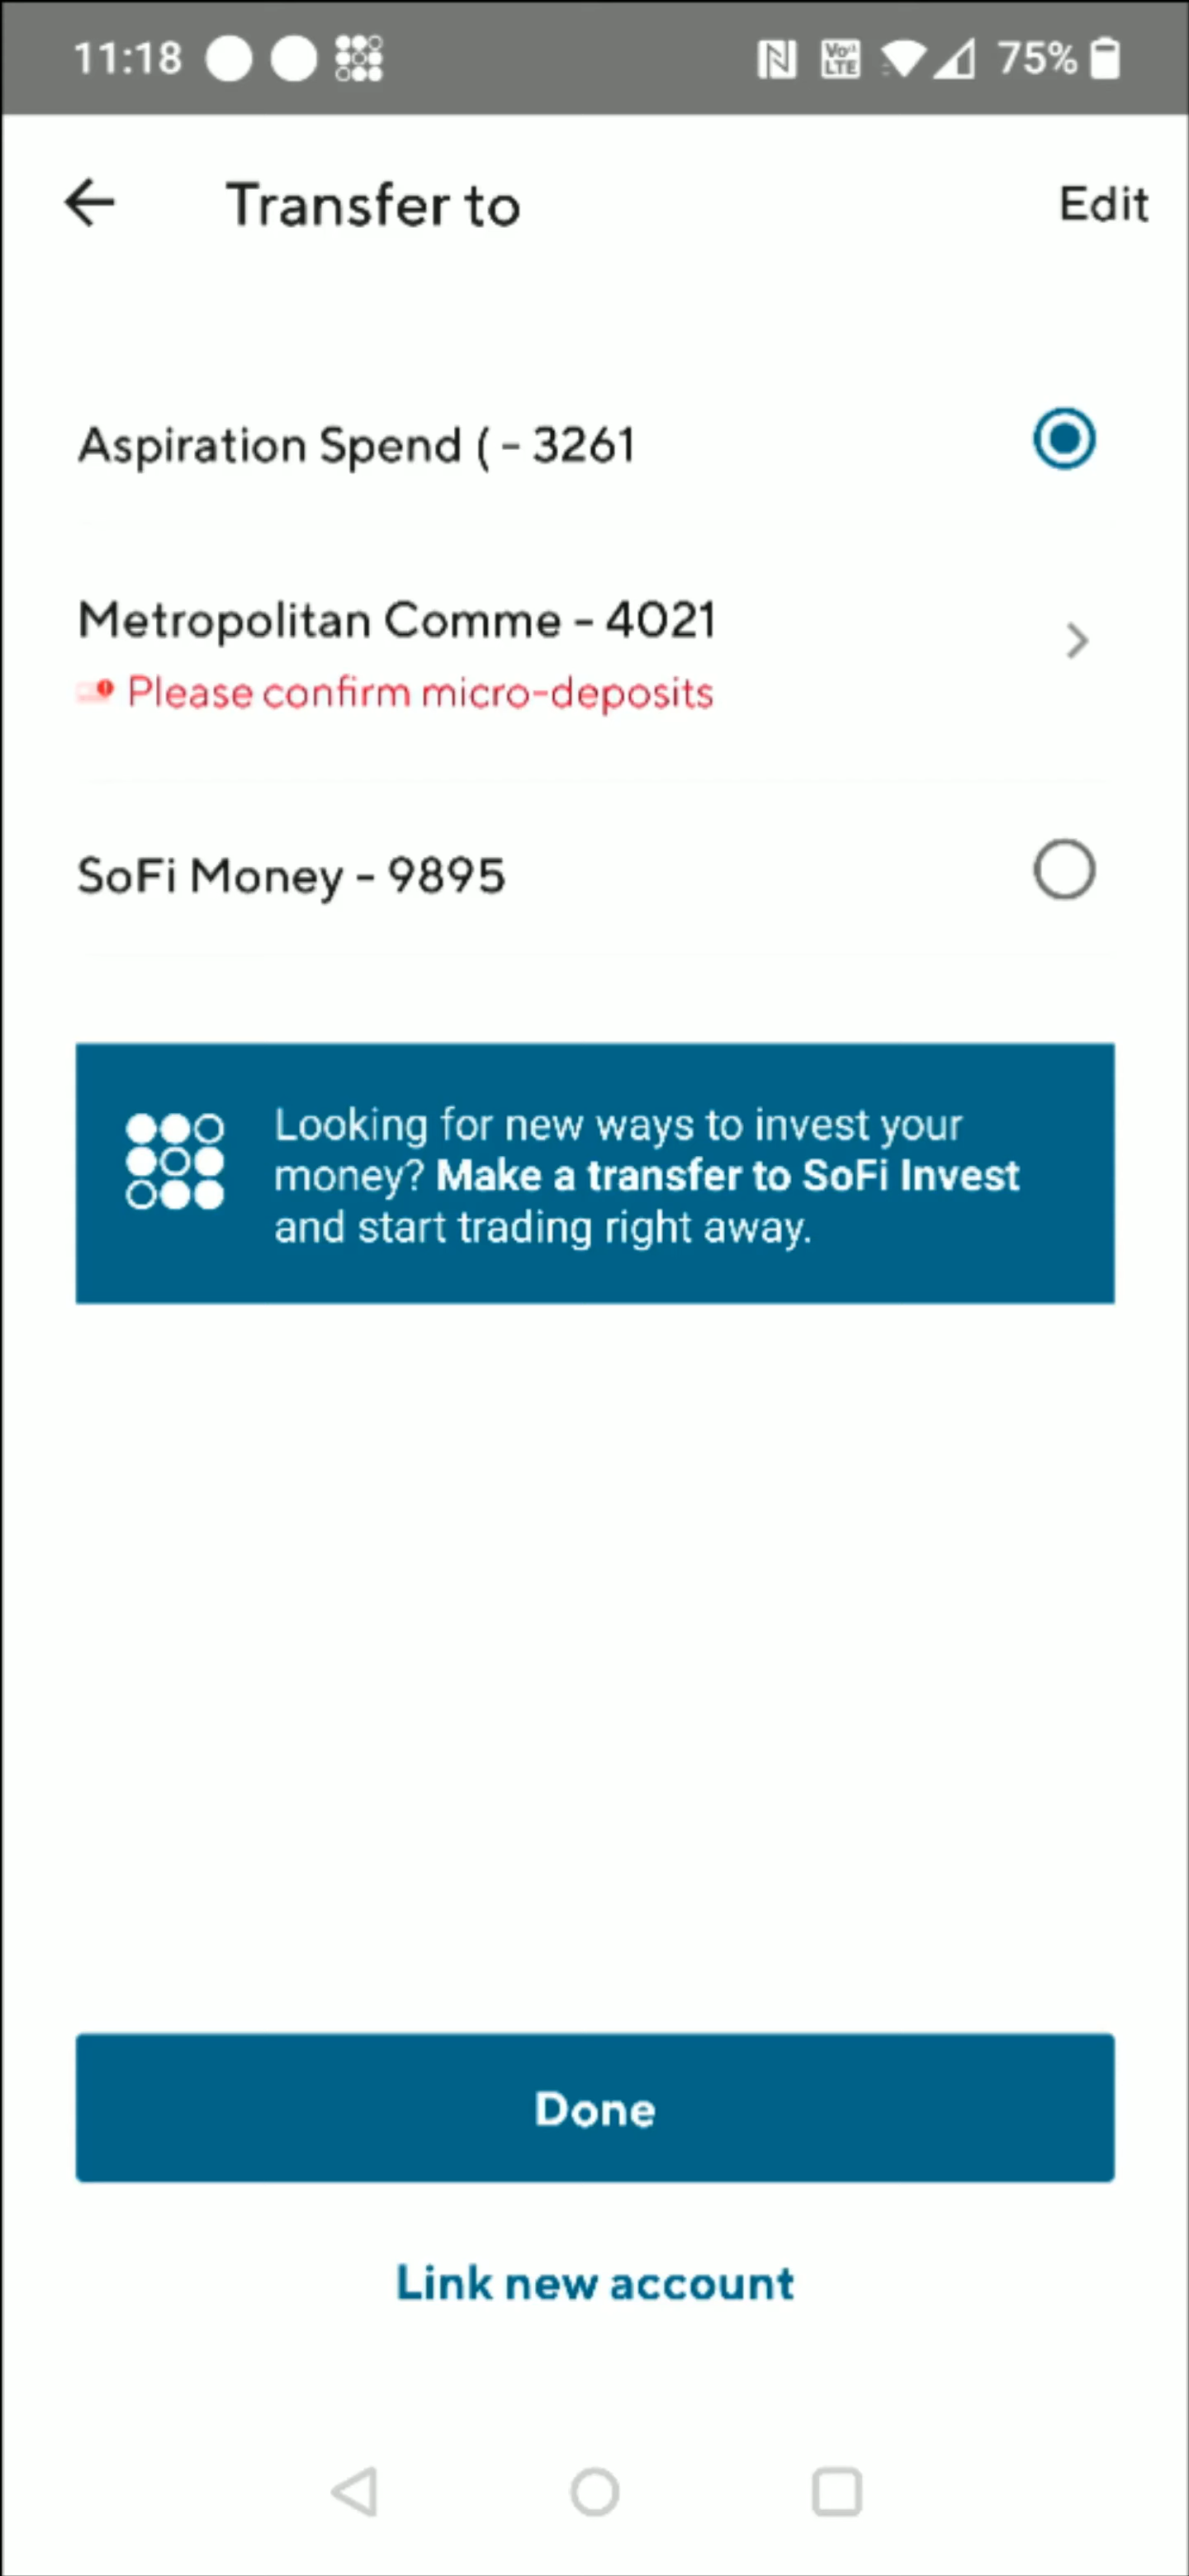 11:18 Vo) LTE 75%
Transfer to Edit
Aspiration Spend ( - 3261
Metropolitan Comme - 4021
Please confirm micro-deposits
SoFi Money - 9895
Looking for new ways to invest your
money? Make a transfer to SoFi Invest
and start trading right away.
Done
Link new account